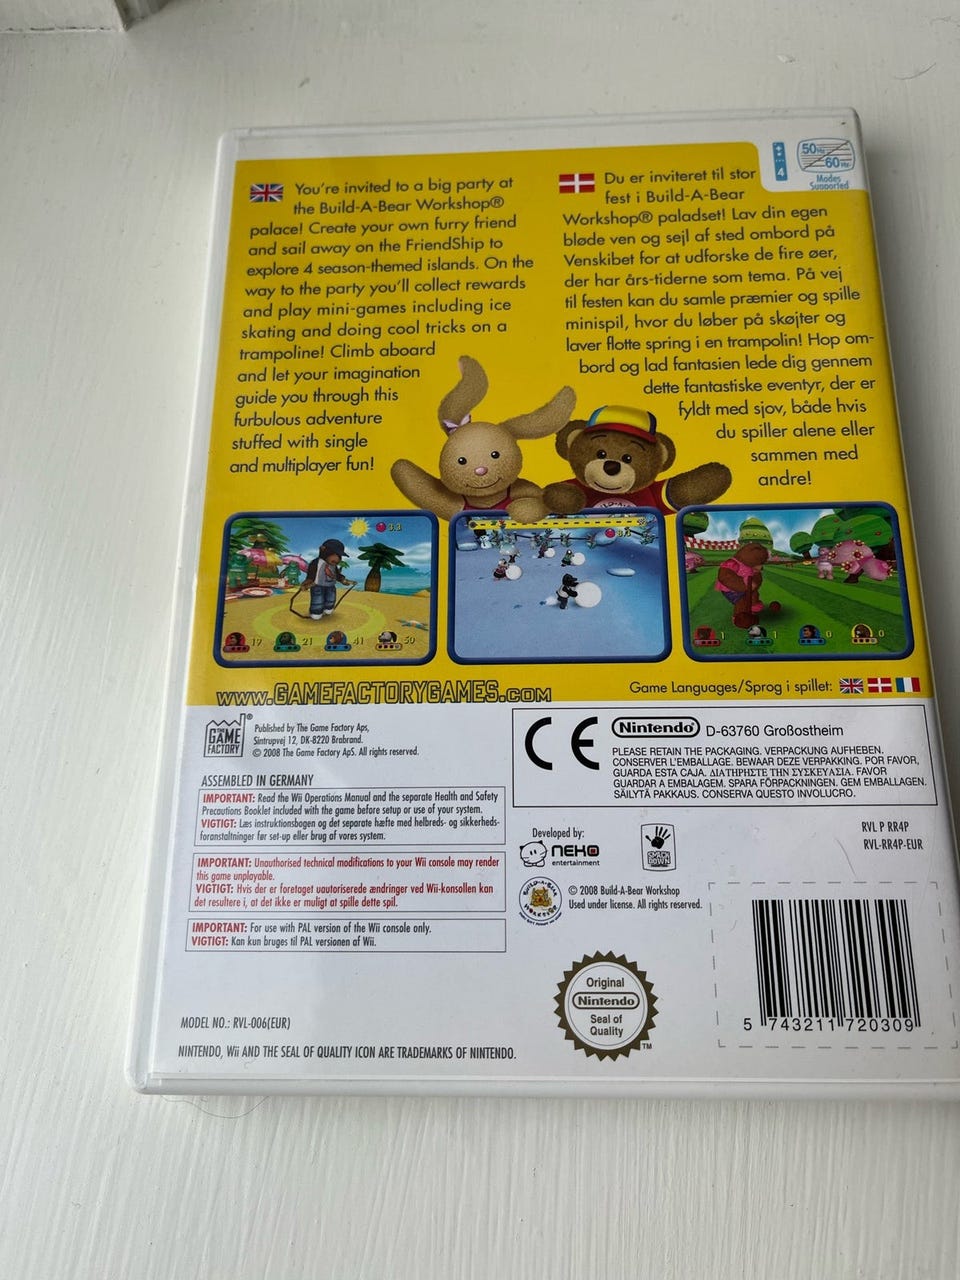 You're invited to a big party at
the Build-A-Bear Workshop®
palace! Create your own furry friend
and sail away on the FriendShip to
explore 4 season-themed islands. On the
way to the party you'll collect rewards
and play mini-games including ice
skating and doing cool tricks on a
trampoline! Climb aboard
and let your imagination
guide you through this
furbulous adventure
stuffed with single
and multiplayer fun!
Du er inviteret til stor
fest i Build-A-Bear
Workshop® paladset! Lav din egen
bløde ven og sejl af sted ombord på
Venskibet for at udforske de fire øer,
der har års-tiderne som tema. På vej
til festen kan du samle præmier og spille
minispil, hvor du løber på skøjter og
laver flotte spring i en trampolin! Hop om-
bord og lad fantasien lede dig gennem
dette fantastiske eventyr, der er
fyldt med sjov, både hvis
du spiller alene eller
sammen med
andre!
4
50Hz
60Hz
Modes
Supported
3,3
19 21 41 50
1 1 0 0
www.GAMEFACTORYGAMES.com
Game Languages/Sprog i spillet:
THE
GAME
FACTORY®
Published by The Game Factory Aps,
Sintrupvej 12, DK-8220 Brabrand.
© 2008 The Game Factory ApS. All rights reserved.
ASSEMBLED IN GERMANY
IMPORTANT: Read the Wii Operations Manual and the separate Health and Safety
Precautions Booklet included with the game before setup or use of your system.
VIGTIGT: Læs instruktionsbogen og det separate hæfte med helbreds- og sikkerheds-
foranstaltninger før set-up eller brug af vores system.
IMPORTANT: Unauthorised technical modifications to your Wii console may render
this game unplayable.
VIGTIGT: Hvis der er foretaget uautoriserede ændringer ved Wii-konsollen kan
det resultere i, at det ikke er muligt at spille dette spil.
IMPORTANT: For use with PAL version of the Wii console only.
VIGTIGT: Kan kun bruges til PAL versionen af Wii.
MODEL NO.: RVL-006(EUR)
NINTENDO, Wii AND THE SEAL OF QUALITY ICON ARE TRADEMARKS OF NINTENDO.
CE
Nintendo® D-63760 Großostheim
PLEASE RETAIN THE PACKAGING. VERPACKUNG AUFHEBEN.
CONSERVER L'EMBALLAGE. BEWAAR DEZE VERPAKKING. POR FAVOR,
GUARDA ESTA CAJA. ΔΙΑΤΗΡΗΣΤΕ ΤΗΝ ΣΥΣΚΕΥΑΣΙΑ. FAVOR
GUARDAR A EMBALAGEM. SPARA FÖRPACKNINGEN. GEM EMBALLAGEN.
SÄILYTÄ PAKKAUS. CONSERVA QUESTO INVOLUCRO.
Developed by:
NEKO
entertainment
SMACK
DOWN
RVL P RR4P
RVL-RR4P-EUR
BUILD-A-BEAR
WORKSHOP
© 2008 Build-A-Bear Workshop
Used under license. All rights reserved.
Original
Nintendo
Seal of
Quality
TM
5 743211 720309